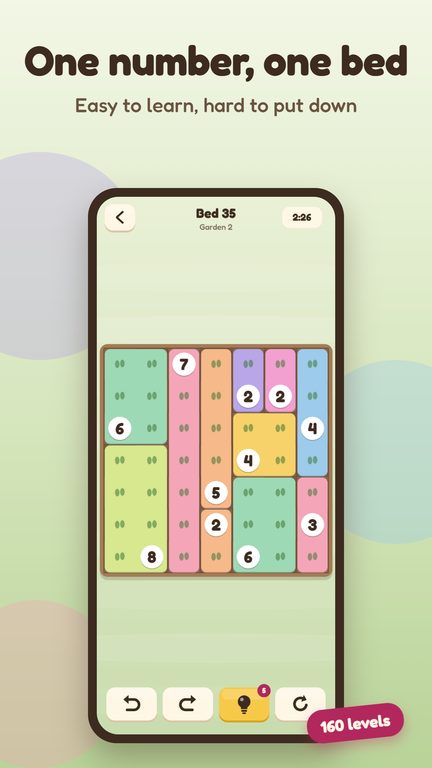 One number, one bed
Easy to learn, hard to put down
Bed 35
Garden 2
2:26
7
2 2
6 4
4
5
2 3
8 6
5
160 levels